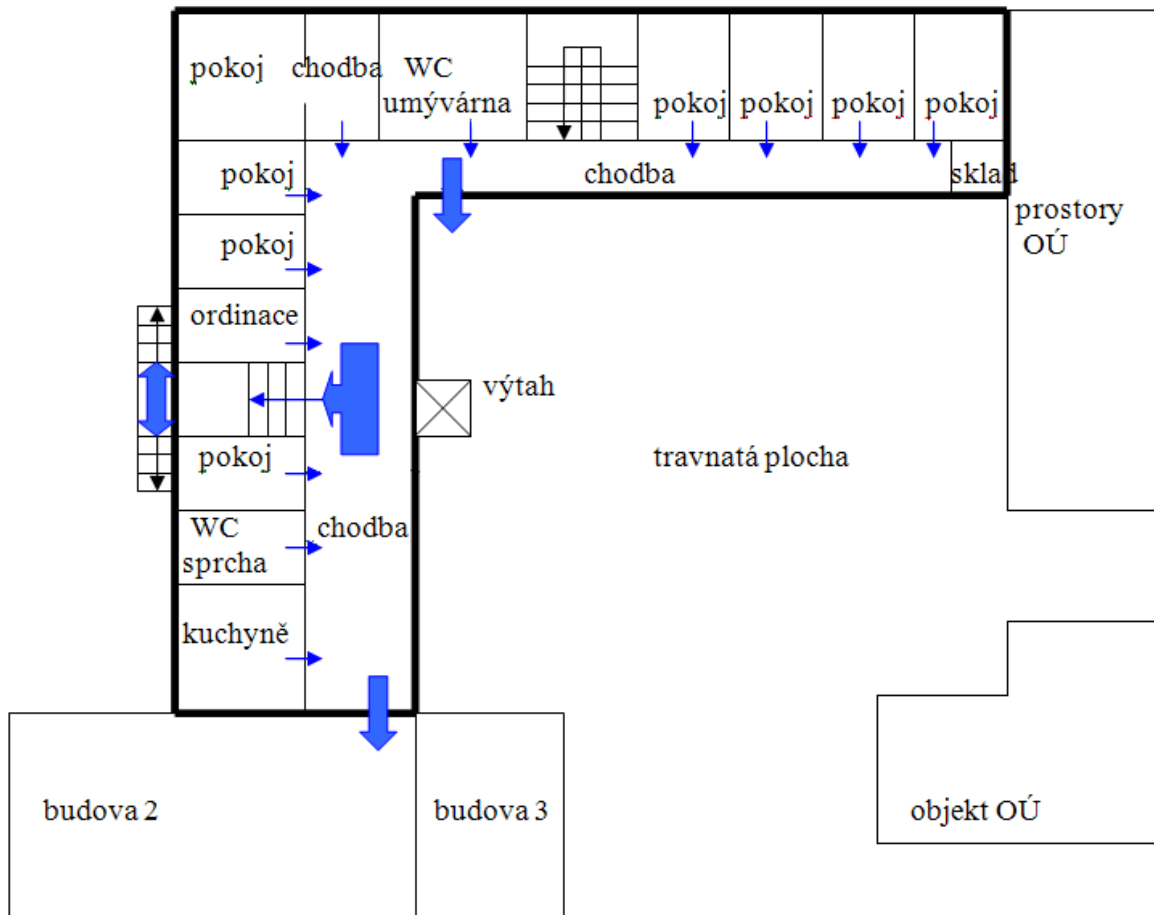 pokoj chodba WC
umývárna
pokoj pokoj pokoj pokoj
pokoj
chodba
sklad
prostory
OÚ
pokoj
ordinace
výtah
pokoj
travnatá plocha
WC
sprcha
chodba
kuchyně
budova 2
budova 3
objekt OÚ